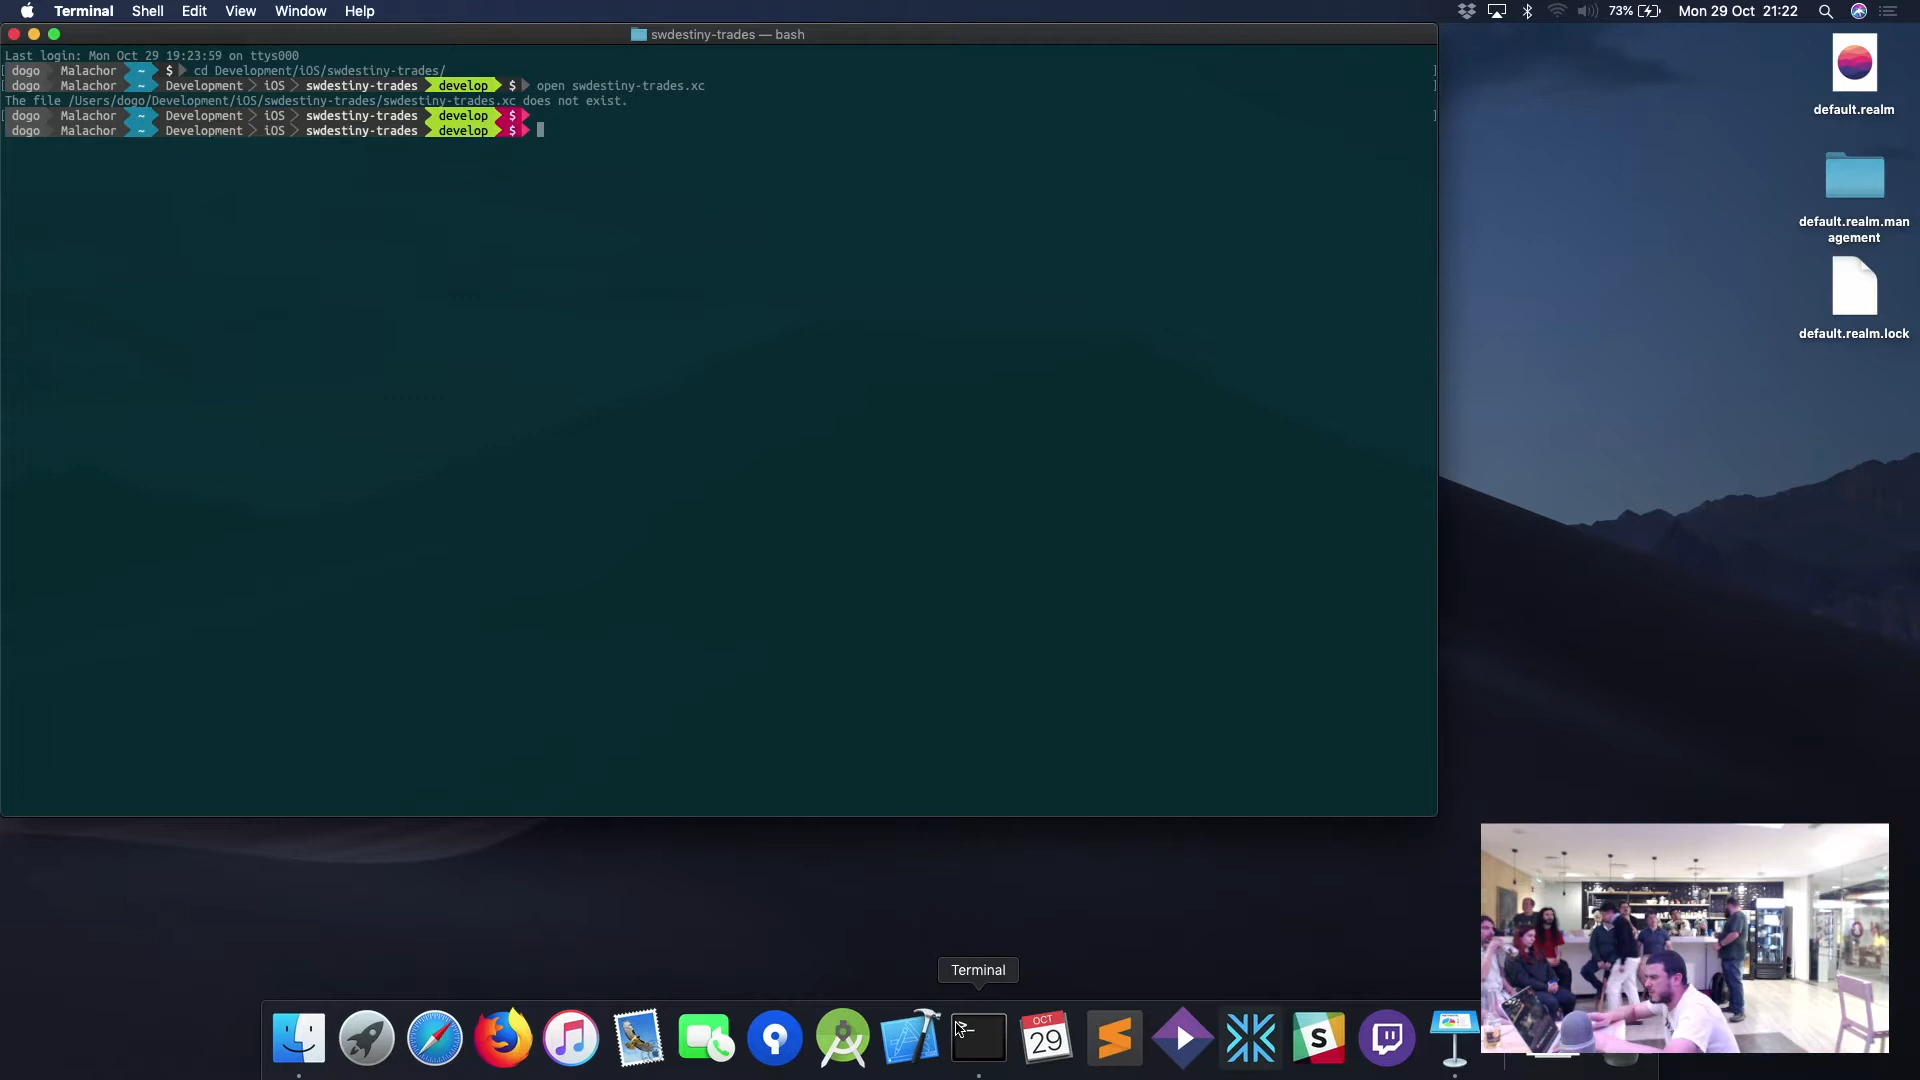 Terminal Shell Edit View Window Help
73% Mon 29 Oct 21:22
swdestiny-trades — bash
Last login: Mon Oct 29 19:23:59 on ttys000
dogo Malachor ~ $ cd Development/iOS/swdestiny-trades/
dogo Malachor ~ Development iOS swdestiny-trades develop $ open swdestiny-trades.xc
The file /Users/dogo/Development/iOS/swdestiny-trades/swdestiny-trades.xc does not exist.
dogo Malachor ~ Development iOS swdestiny-trades develop $
dogo Malachor ~ Development iOS swdestiny-trades develop $
default.realm
default.realm.man
agement
default.realm.lock
Terminal
OCT
29